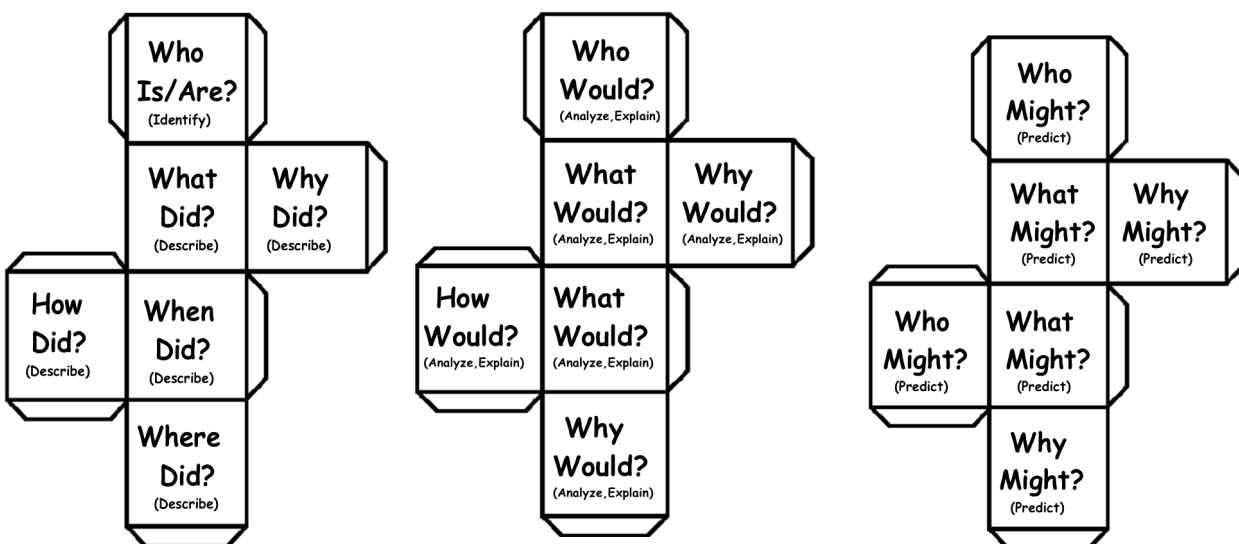 Who
Is/Are?
(Identify)
What
Did?
(Describe)
Why
Did?
(Describe)
How
Did?
(Describe)
When
Did?
(Describe)
Where
Did?
(Describe)
Who
Would?
(Analyze,Explain)
What
Would?
(Analyze,Explain)
Why
Would?
(Analyze,Explain)
How
Would?
(Analyze,Explain)
What
Would?
(Analyze,Explain)
Why
Would?
(Analyze,Explain)
Who
Might?
(Predict)
What
Might?
(Predict)
Why
Might?
(Predict)
Who
Might?
(Predict)
What
Might?
(Predict)
Why
Might?
(Predict)